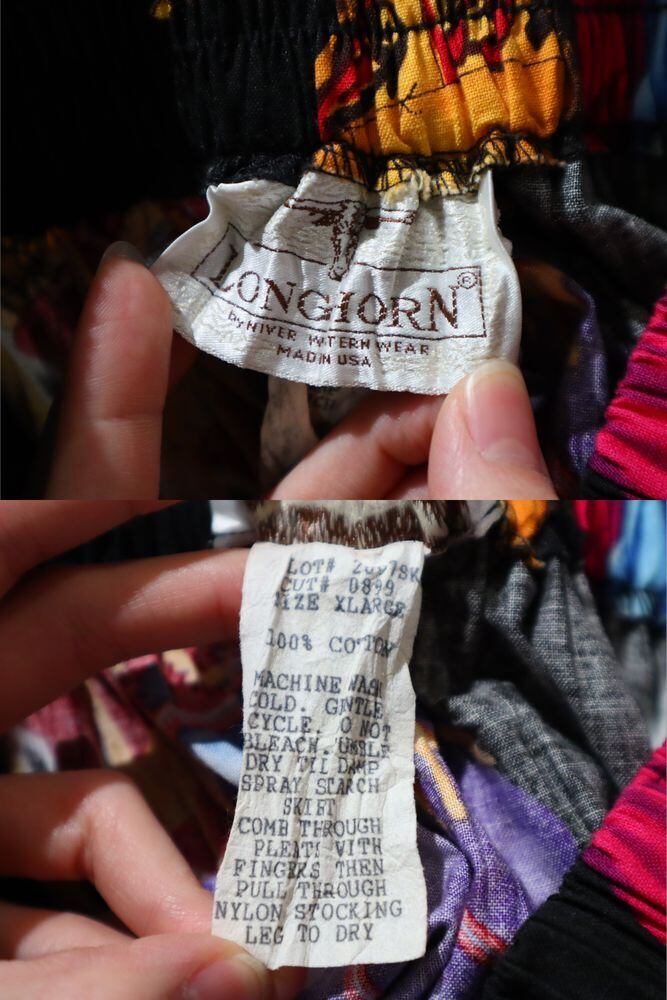 LONGHORN®
BY NIVER WESTERN WEAR
MADE IN USA
LOT# 2097SK
CUT# 0899
SIZE XLARGE
100% COTTON
MACHINE WASH
COLD. GENTLE
CYCLE. DO NOT
BLEACH. TUMBLE
DRY TIL DAMP
SPRAY STARCH
SKIRT
COMB THROUGH
PLEATS WITH
FINGERS THEN
PULL THROUGH
NYLON STOCKING
LEG TO DRY